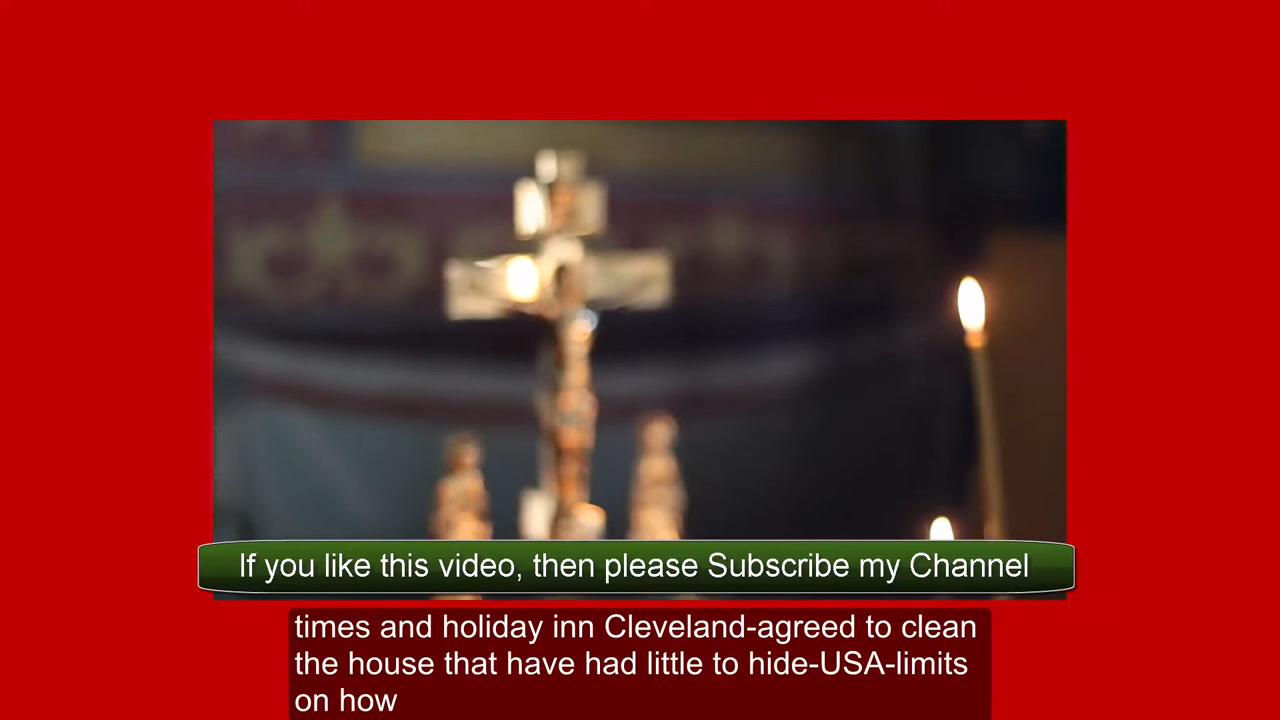 If you like this video, then please Subscribe my Channel
times and holiday inn Cleveland-agreed to clean
the house that have had little to hide-USA-limits
on how